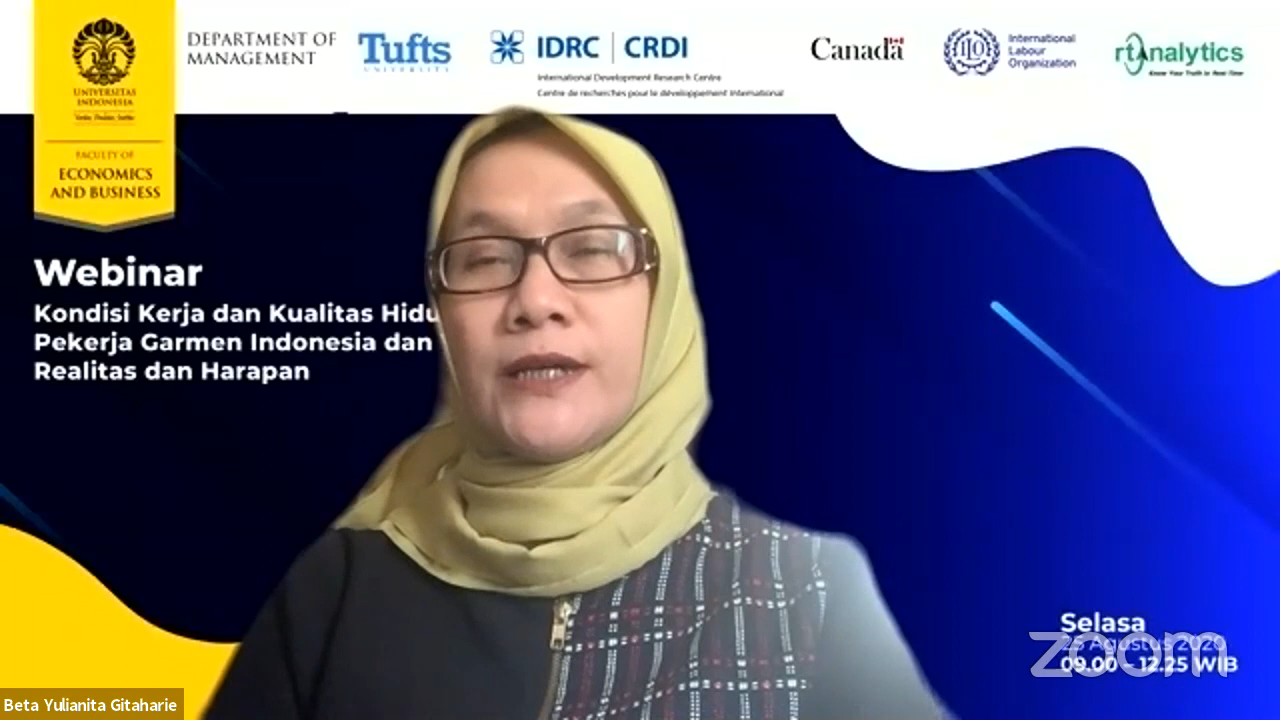 UNIVERSITAS
INDONESIA
Veritas, Probitas, Iustitia
FACULTY OF
ECONOMICS
AND BUSINESS
DEPARTMENT OF
MANAGEMENT
Tufts
UNIVERSITY
IDRC | CRDI
International Development Research Centre
Centre de recherches pour le développement international
Canada
International
Labour
Organization
rtAnalytics
Know Your Truth in Real-Time
Webinar
Kondisi Kerja dan Kualitas Hidu
Pekerja Garmen Indonesia dan
Realitas dan Harapan
Selasa
25 Agustus 2020
09.00 - 12.25 WIB
zoom
Beta Yulianita Gitaharie